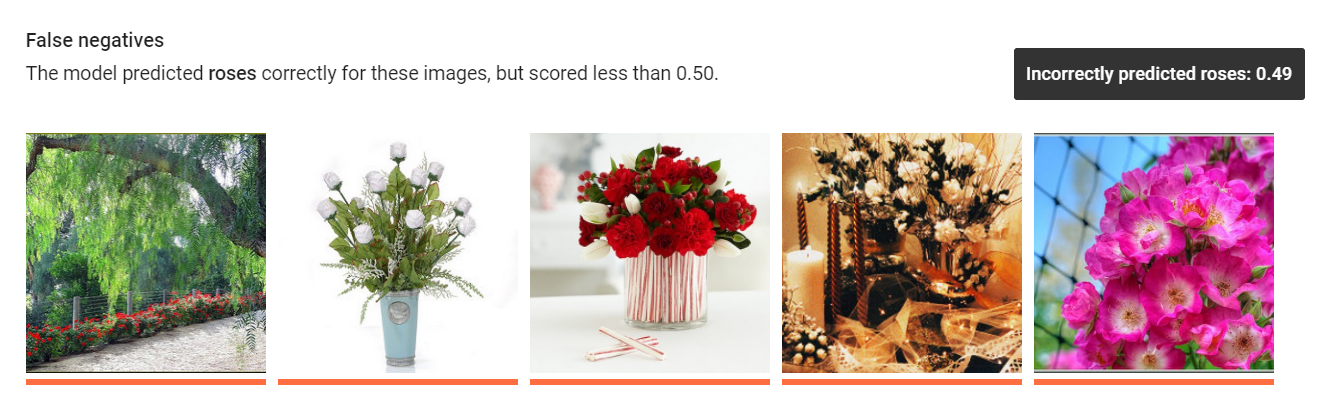 False negatives
The model predicted roses correctly for these images, but scored less than 0.50.
Incorrectly predicted roses: 0.49